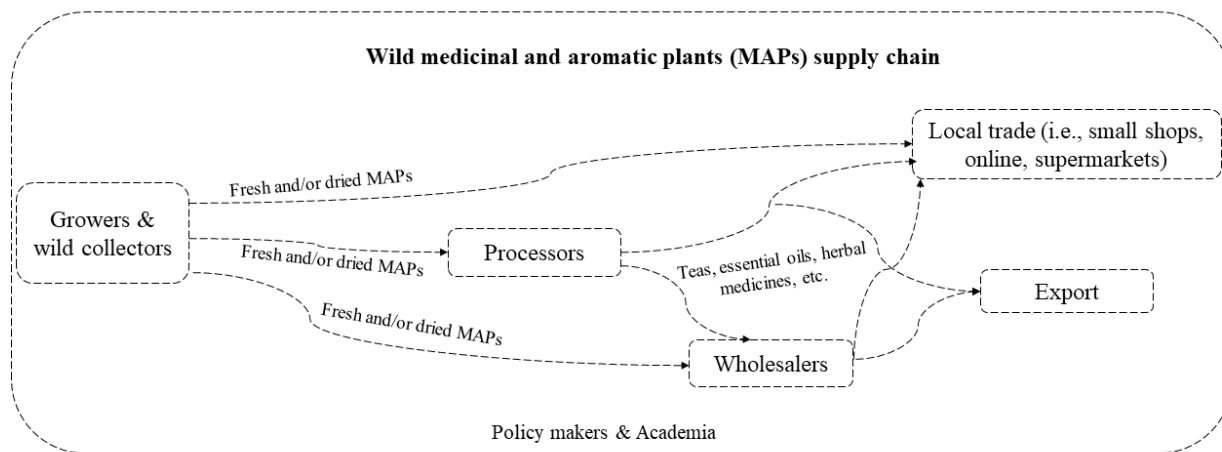 Wild medicinal and aromatic plants (MAPs) supply chain
Local trade (i.e., small shops,
online, supermarkets)
Fresh and/or dried MAPs
Growers &
wild collectors
Fresh and/or dried MAPs
Processors
Teas, essential oils, herbal
medicines, etc.
Export
Fresh and/or dried MAPs
Wholesalers
Policy makers & Academia